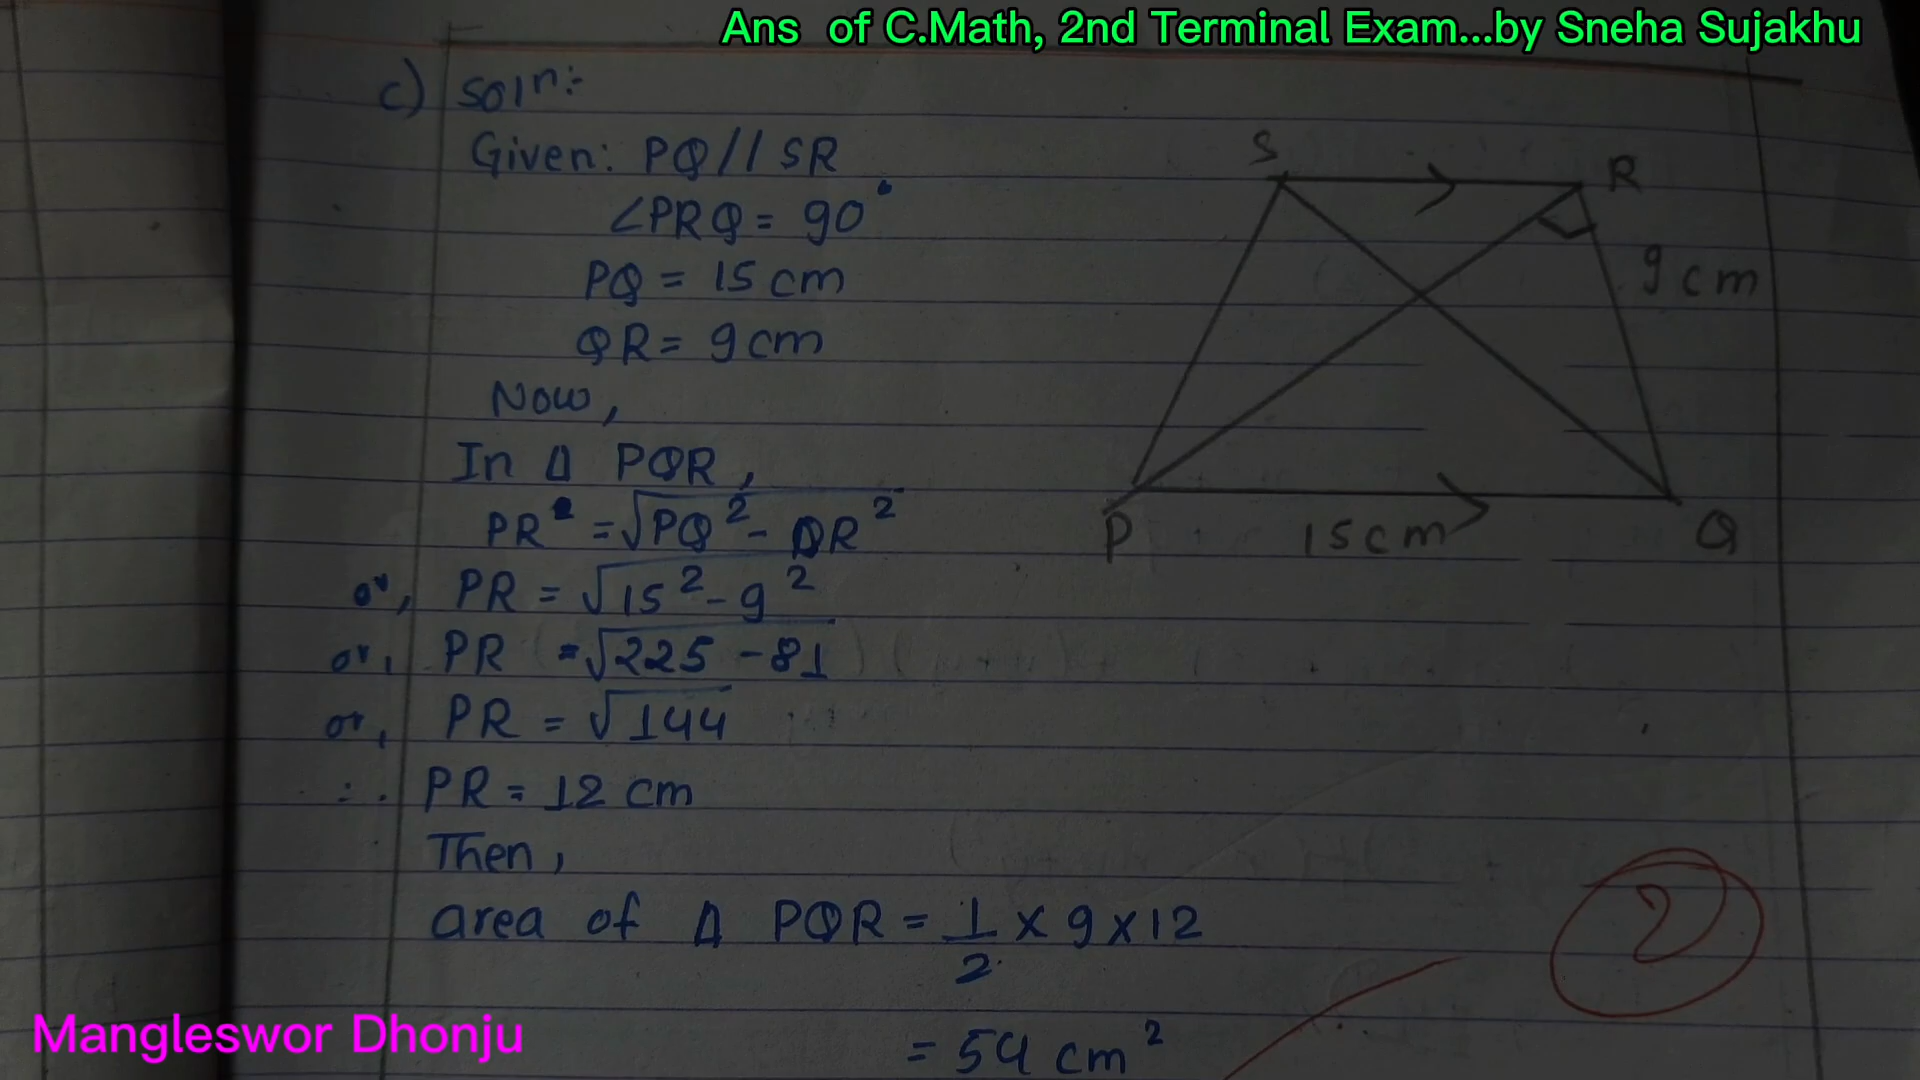 Ans of C.Math, 2nd Terminal Exam...by Sneha Sujakhu
c) Soln:-
Given: PQ // SR
∠PRQ = 90°
PQ = 15 cm
QR = 9 cm
Now,
In Δ PQR,
PR = √PQ² - QR²
or, PR = √15² - 9²
or, PR = √225 - 81
or, PR = √144
∴ PR = 12 cm
Then,
area of Δ PQR = 1/2 × 9 × 12
= 54 cm²
S
R
9 cm
P
15 cm
Q
2
Mangleswor Dhonju